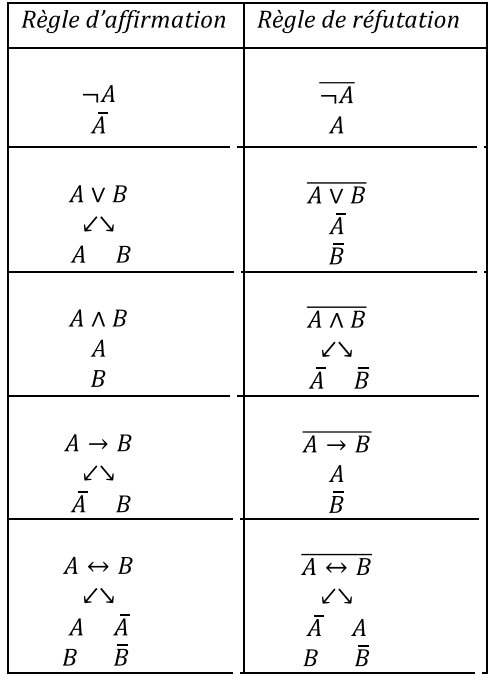 Règle d’affirmation Règle de réfutation
¬A ¬A̅
A̅ A
A ∨ B A̅ ̅∨̅ ̅B̅
↙↘ A̅
A B B̅
A ∧ B A̅ ̅∧̅ ̅B̅
A ↙↘
B A̅ B̅
A → B A̅ ̅→̅ ̅B̅
↙↘ A
A̅ B B̅
A ↔ B A̅ ̅↔̅ ̅B̅
↙↘ ↙↘
A A̅ A̅ A
B B̅ B B̅